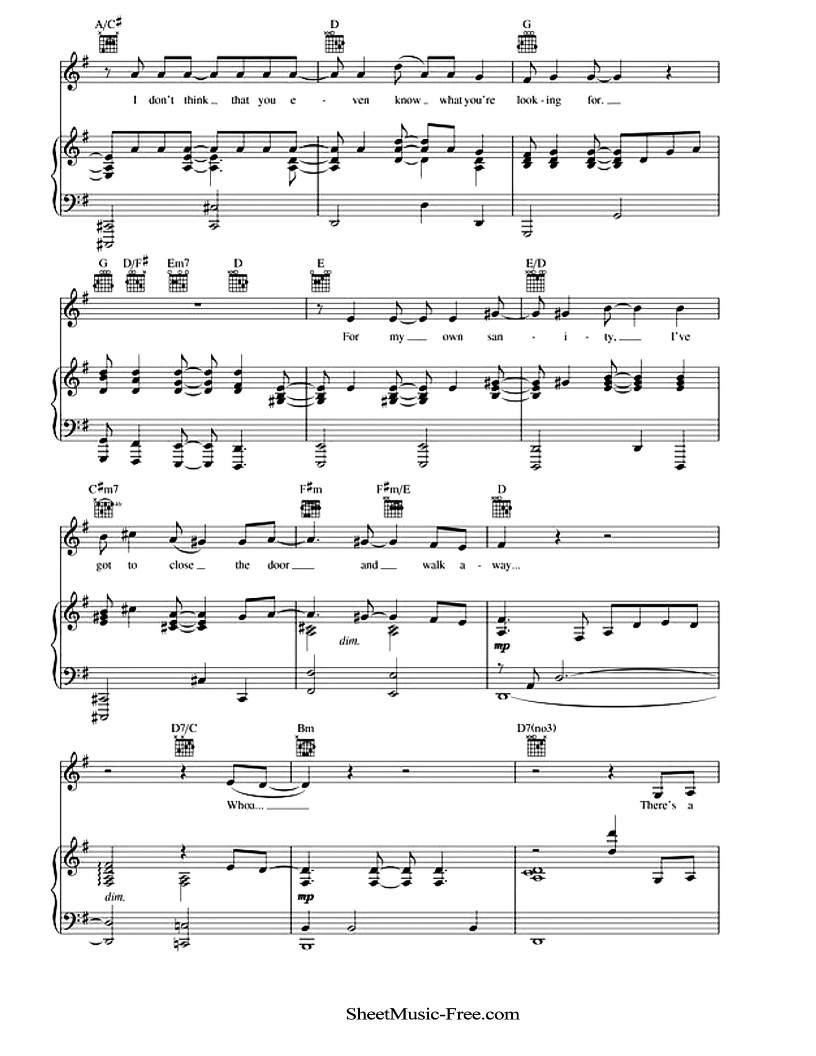 A/C♯ D G
I don't think that you e - ven know what you're look - ing for.
G D/F♯ Em7 D E E/D
For my own san - i - ty, I've
C♯m7 F♯m F♯m/E D
got to close the door and walk a - way...
dim.
mp
D7/C Bm D7(no3)
Whoa... There's a
dim. mp
SheetMusic-Free.com